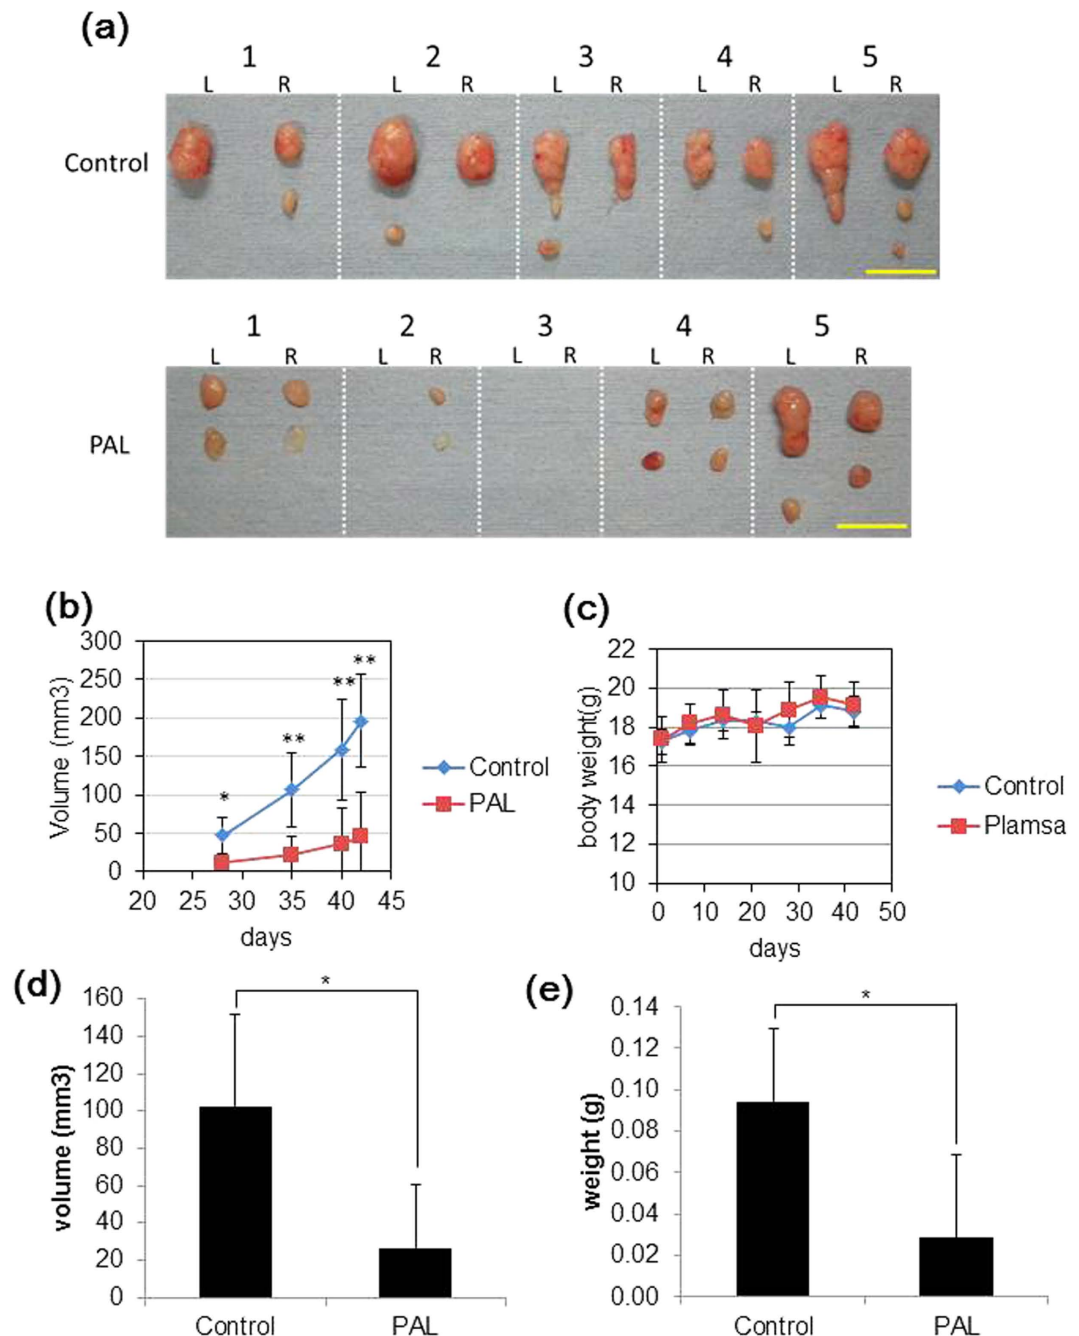 (a)
1 2 3 4 5
L R L R L R L R L R
Control
1 2 3 4 5
L R L R L R L R L R
PAL
(b)
300
250
200
150
100
50
0
20 25 30 35 40 45
days
Volume (mm3)
* ** ** **
Control
PAL
(c)
22
20
18
16
14
12
10
0 10 20 30 40 50
days
body weight(g)
Control
Plamsa
(d)
160
140
120
100
80
60
40
20
0
volume (mm3)
*
Control PAL
(e)
0.14
0.12
0.10
0.08
0.06
0.04
0.02
0.00
weight (g)
*
Control PAL